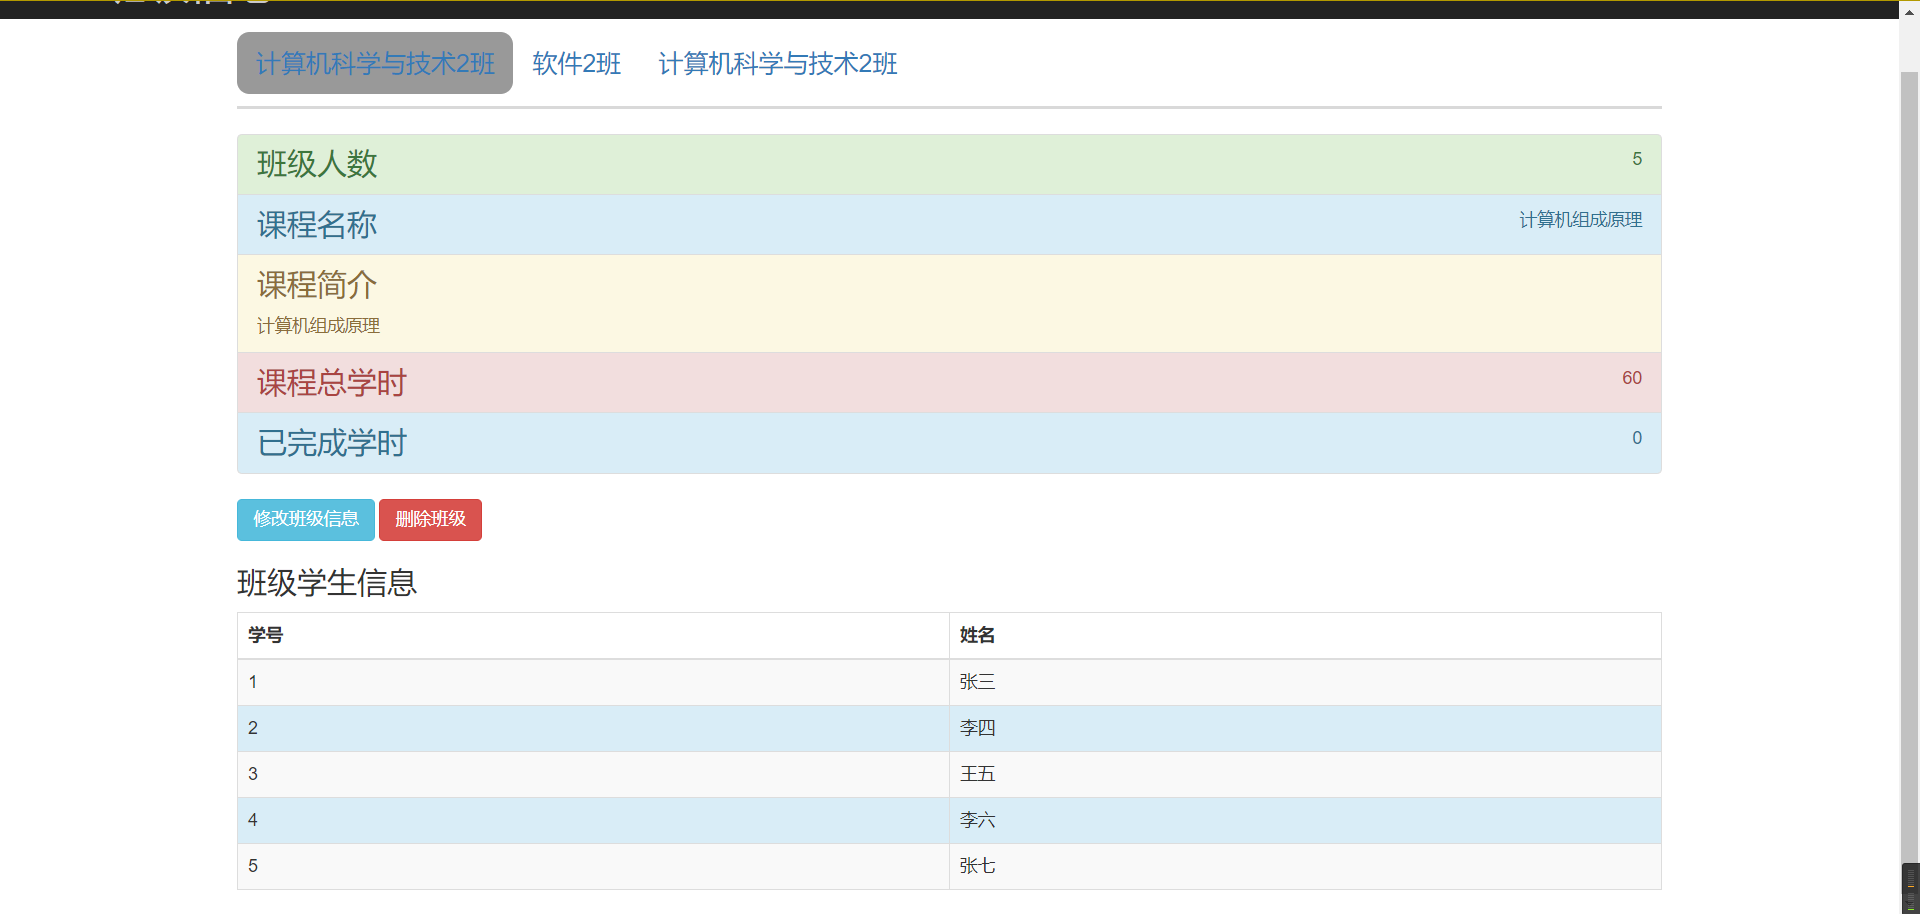 计算机科学与技术2班 软件2班 计算机科学与技术2班
班级人数 5
课程名称 计算机组成原理
课程简介
计算机组成原理
课程总学时 60
已完成学时 0
修改班级信息 删除班级
班级学生信息
学号 姓名
1 张三
2 李四
3 王五
4 李六
5 张七